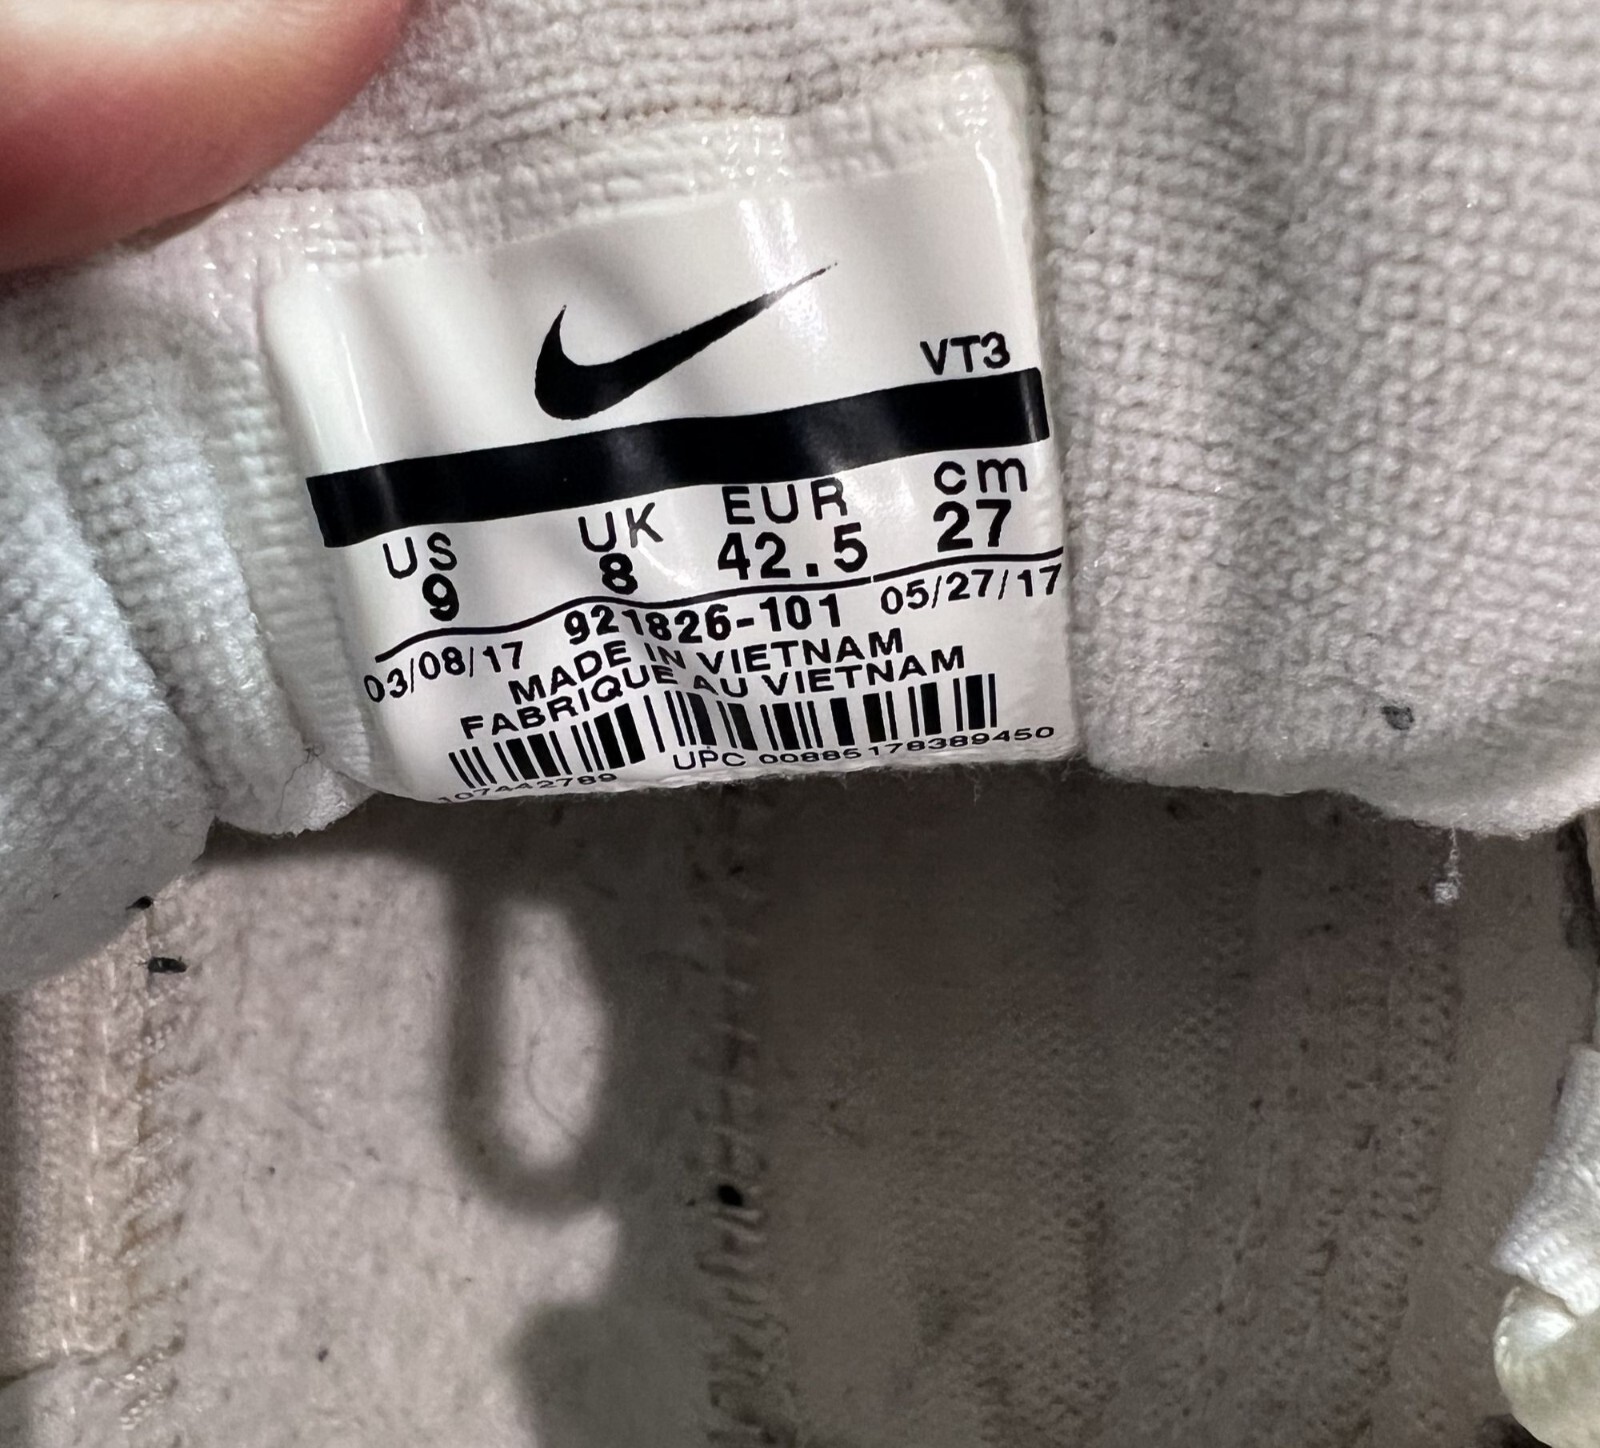 VT3
US UK EUR cm
9 8 42.5 27
03/08/17 921826-101 05/27/17
MADE IN VIETNAM
FABRIQUE AU VIETNAM
UPC 00885178389450
107442789